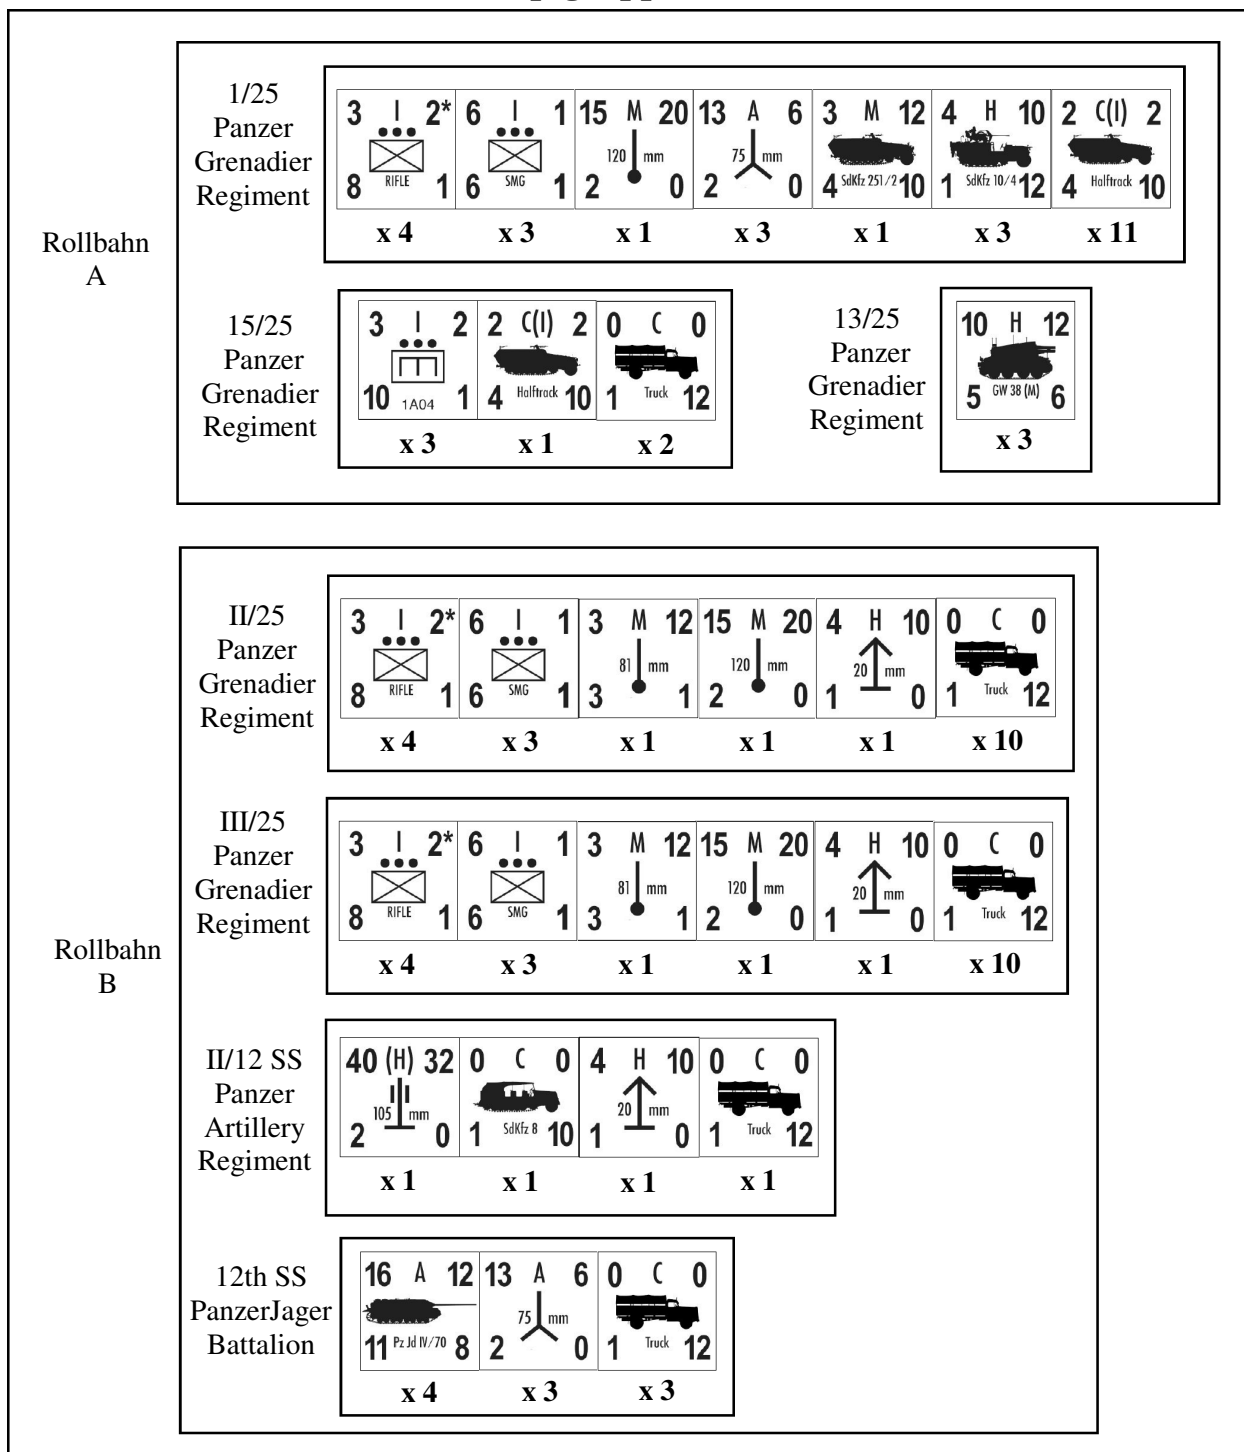 Rollbahn
A
1/25
Panzer
Grenadier
Regiment
3 I 2* 6 I 1 15 M 20 13 A 6 3 M 12 4 H 10 2 C(I) 2
120 mm 75 mm
RIFLE SMG
8 1 6 1 2 0 2 0 4 SdKfz 251/2 10 1 SdKfz 10/4 12 4 Halftrack 10
x 4 x 3 x 1 x 3 x 1 x 3 x 11
15/25
Panzer
Grenadier
Regiment
3 I 2 2 C(I) 2 0 C 0
10 1A04 1 4 Halftrack 10 1 Truck 12
x 3 x 1 x 2
13/25
Panzer
Grenadier
Regiment
10 H 12
5 GW 38 (M) 6
x 3
Rollbahn
B
II/25
Panzer
Grenadier
Regiment
3 I 2* 6 I 1 3 M 12 15 M 20 4 H 10 0 C 0
81 mm 120 mm 20 mm
RIFLE SMG
8 1 6 1 3 1 2 0 1 0 1 Truck 12
x 4 x 3 x 1 x 1 x 1 x 10
III/25
Panzer
Grenadier
Regiment
3 I 2* 6 I 1 3 M 12 15 M 20 4 H 10 0 C 0
81 mm 120 mm 20 mm
RIFLE SMG
8 1 6 1 3 1 2 0 1 0 1 Truck 12
x 4 x 3 x 1 x 1 x 1 x 10
II/12 SS
Panzer
Artillery
Regiment
40 (H) 32 0 C 0 4 H 10 0 C 0
105 mm 20 mm
2 0 1 SdKfz 8 10 1 0 1 Truck 12
x 1 x 1 x 1 x 1
12th SS
PanzerJager
Battalion
16 A 12 13 A 6 0 C 0
75 mm
11 Pz Jd IV/70 8 2 0 1 Truck 12
x 4 x 3 x 3